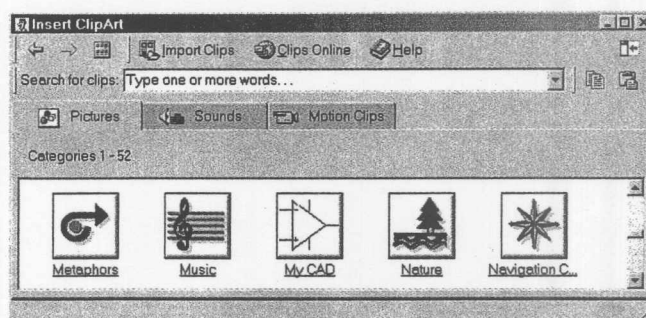 Insert ClipArt
Import Clips Clips Online Help
Search for clips: Type one or more words...
Pictures Sounds Motion Clips
Categories 1 - 52
Metaphors Music My CAD Nature Navigation C...